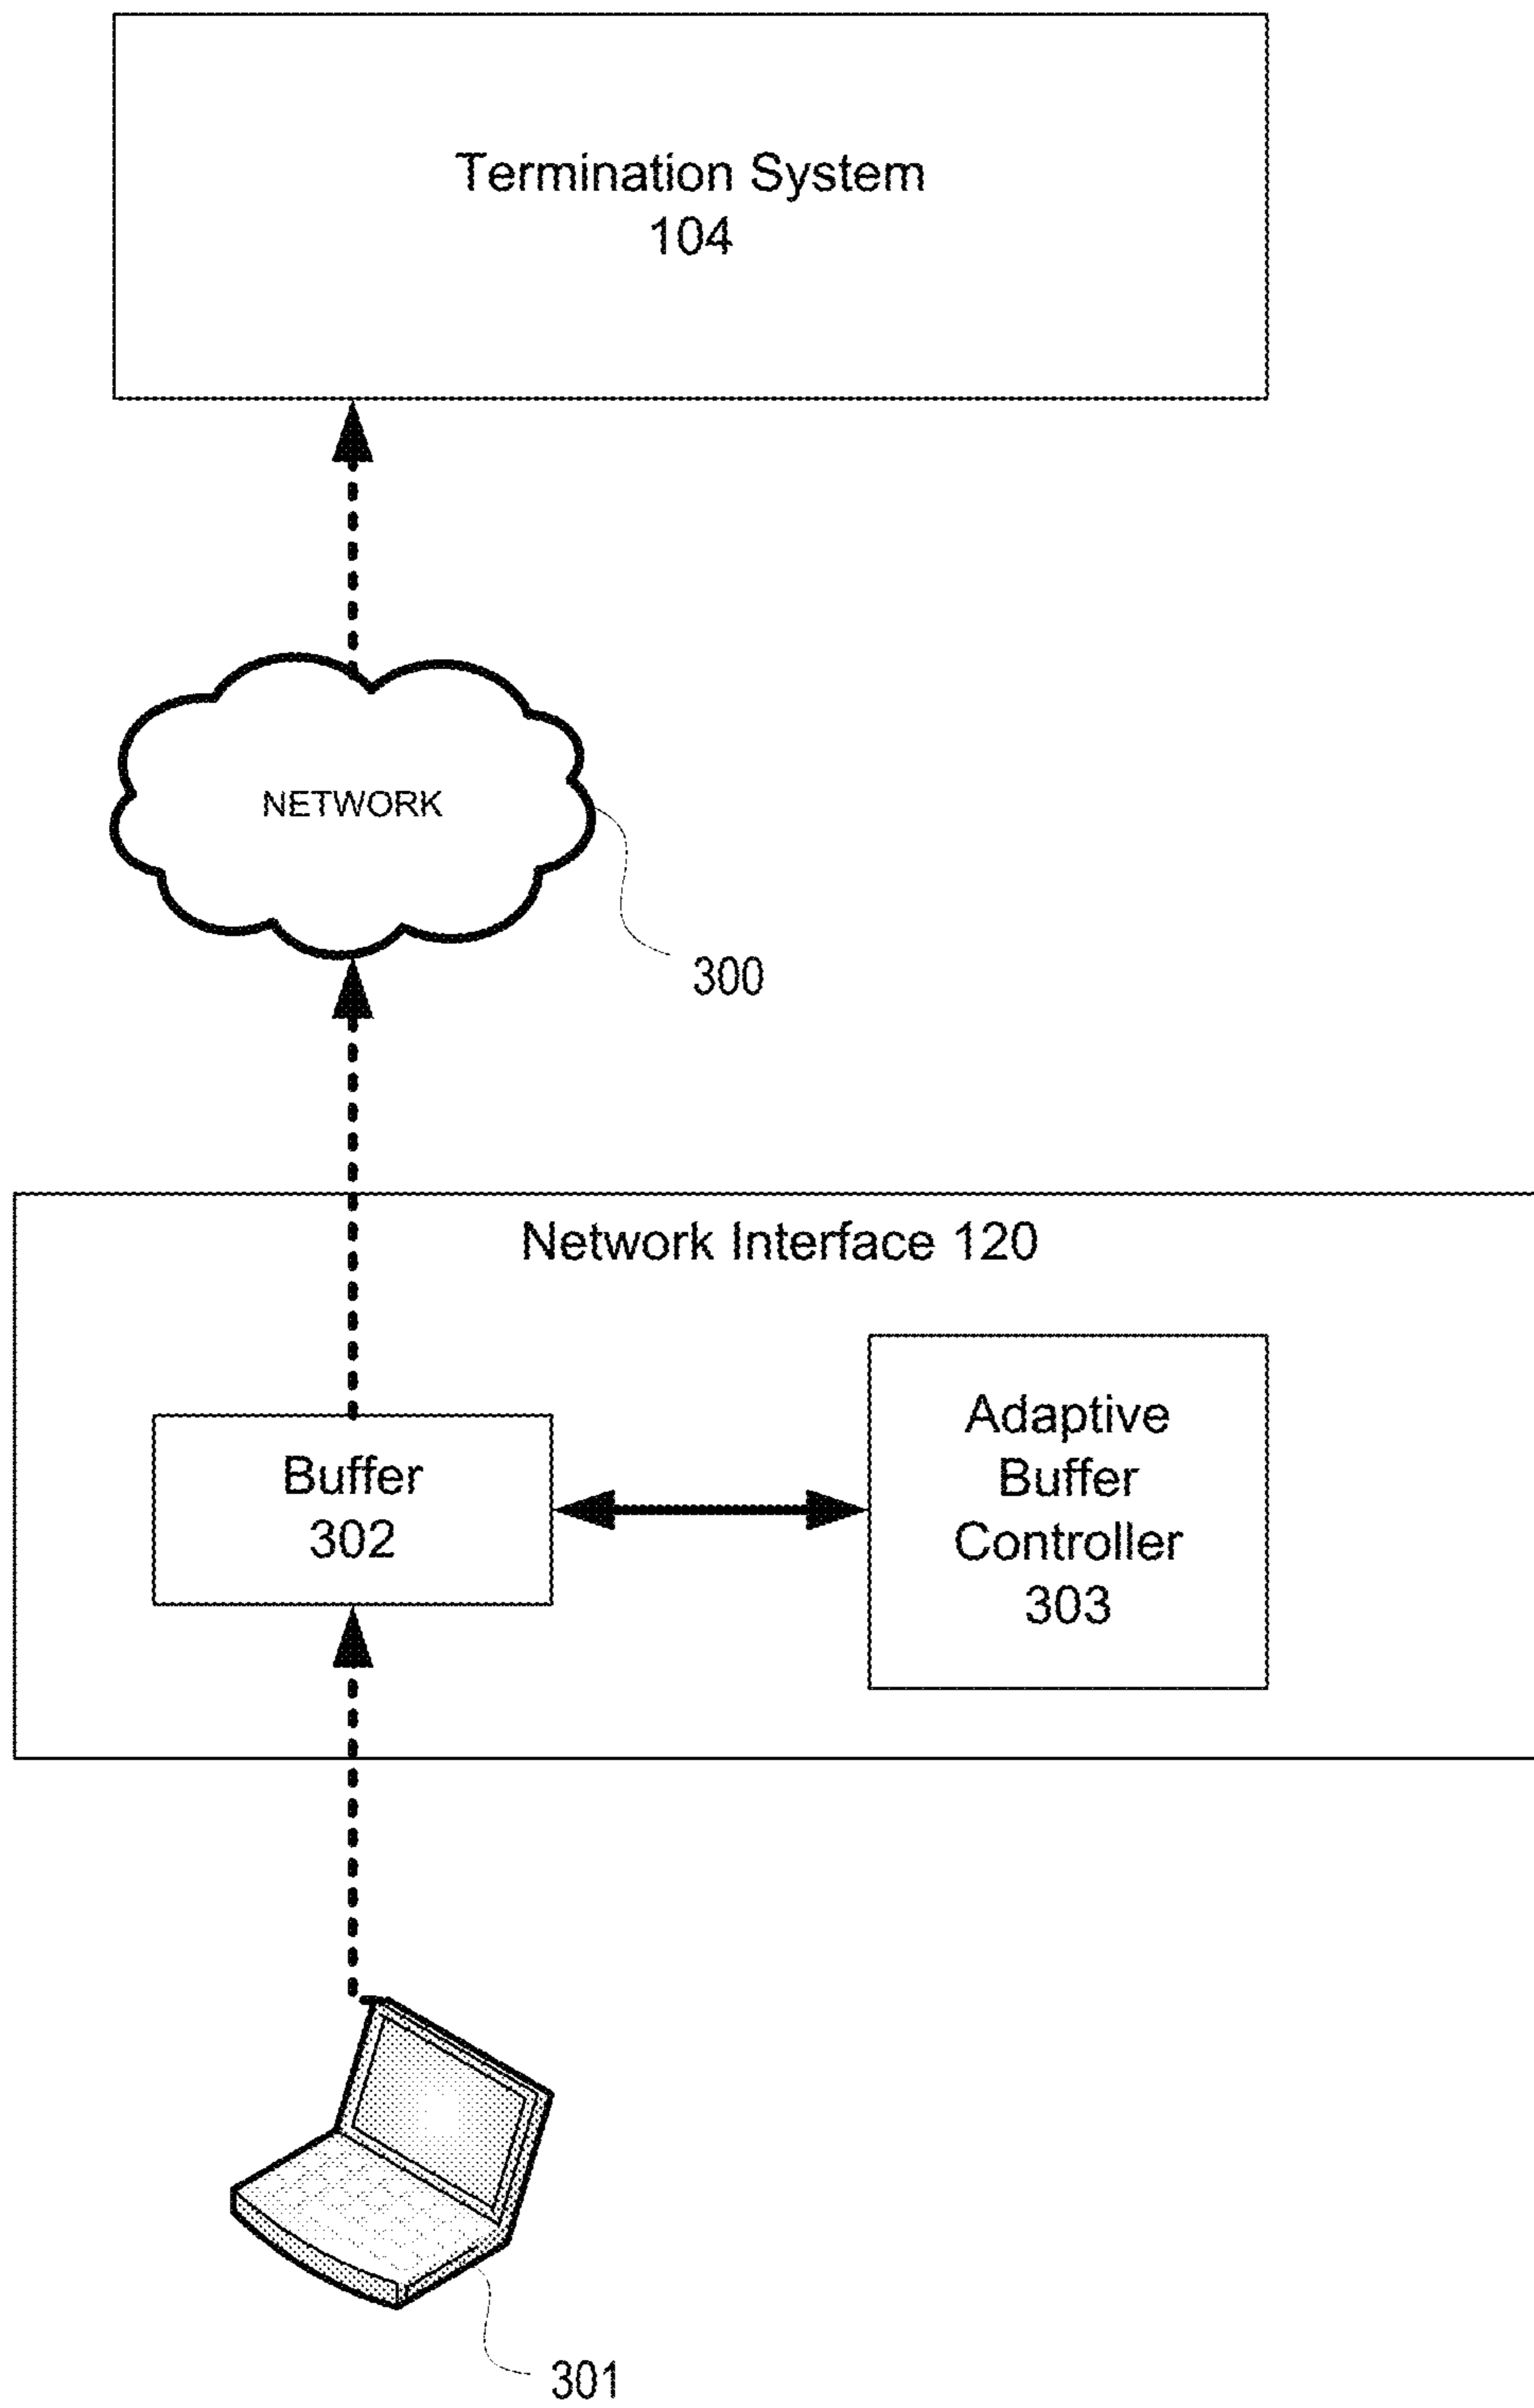 Termination System
104
NETWORK
300
Network Interface 120
Buffer
302
Adaptive
Buffer
Controller
303
301